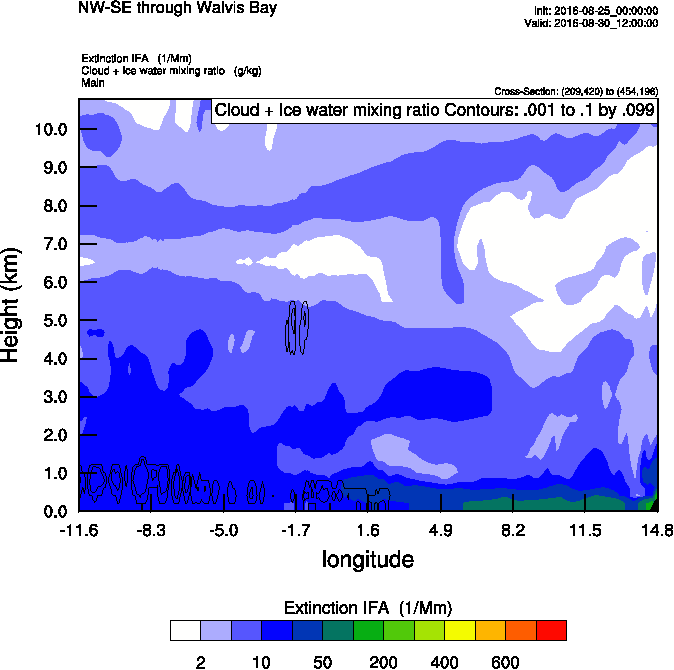 NW-SE through Walvis Bay
Init: 2016-08-25_00:00:00
Valid: 2016-08-30_12:00:00
Extinction IFA (1/Mm)
Cloud + Ice water mixing ratio (g/kg)
Main
Cross-Section: (209,420) to (454,196)
Cloud + Ice water mixing ratio Contours: .001 to .1 by .099
10.0
9.0
8.0
7.0
6.0
5.0
4.0
3.0
2.0
1.0
0.0
Height (km)
-11.6 -8.3 -5.0 -1.7 1.6 4.9 8.2 11.5 14.8
longitude
Extinction IFA (1/Mm)
2 10 50 200 400 600